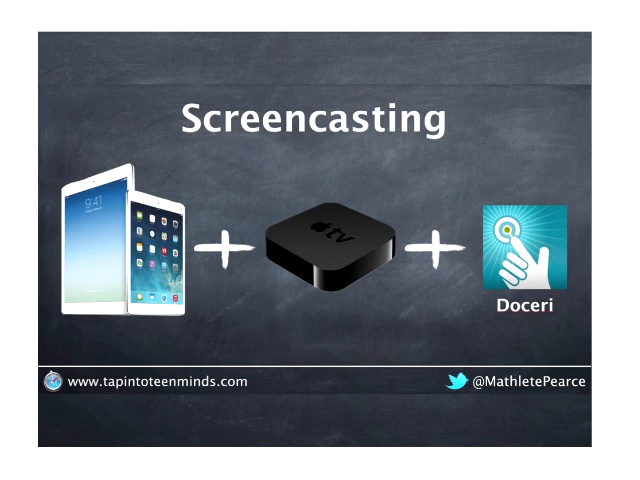 Screencasting
9:41
tv
Doceri
www.tapintoteenminds.com
@MathletePearce